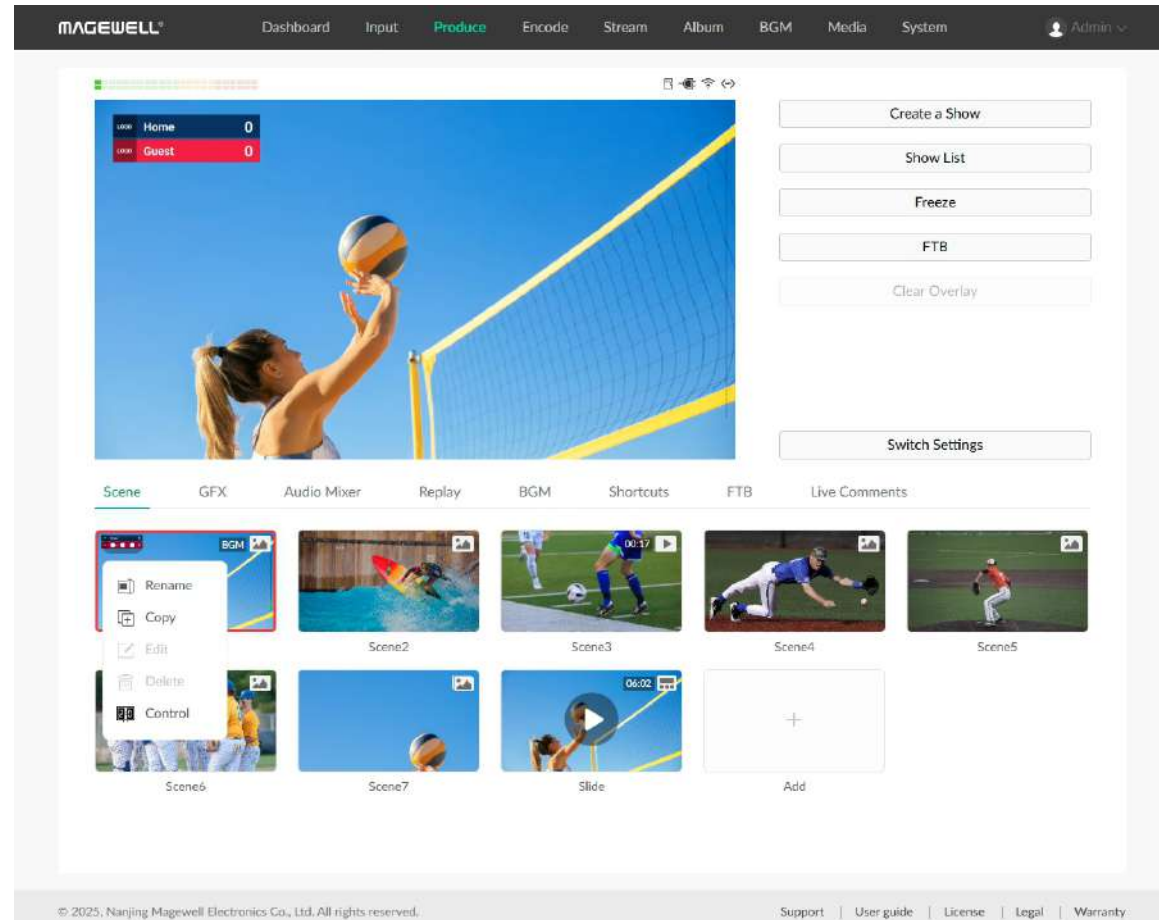 MAGEWELL®
Dashboard Input Produce Encode Stream Album BGM Media System Admin
LOGO Home 0
LOGO Guest 0
Create a Show
Show List
Freeze
FTB
Clear Overlay
Switch Settings
Scene GFX Audio Mixer Replay BGM Shortcuts FTB Live Comments
BGM 00:17
Rename
Copy
Edit
Delete
Control
Scene2 Scene3 Scene4 Scene5
06:02
Scene6 Scene7 Slide Add
© 2025, Nanjing Magewell Electronics Co., Ltd. All rights reserved.
Support | User guide | License | Legal | Warranty